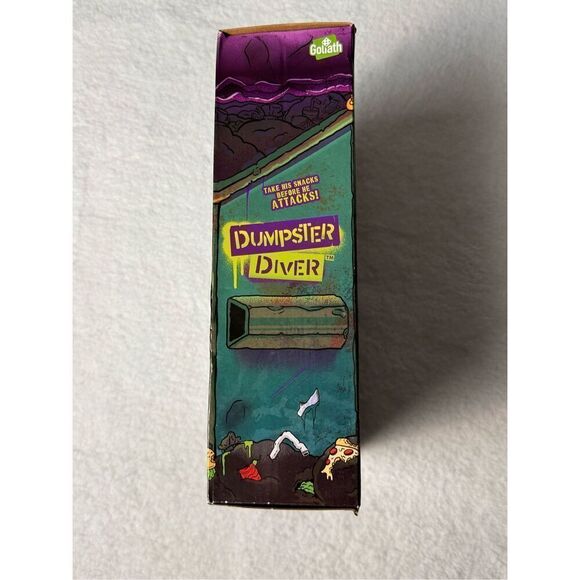 Goliath
TAKE HIS SNACKS
BEFORE HE
ATTACKS!
DUMPSTER
DIVER™